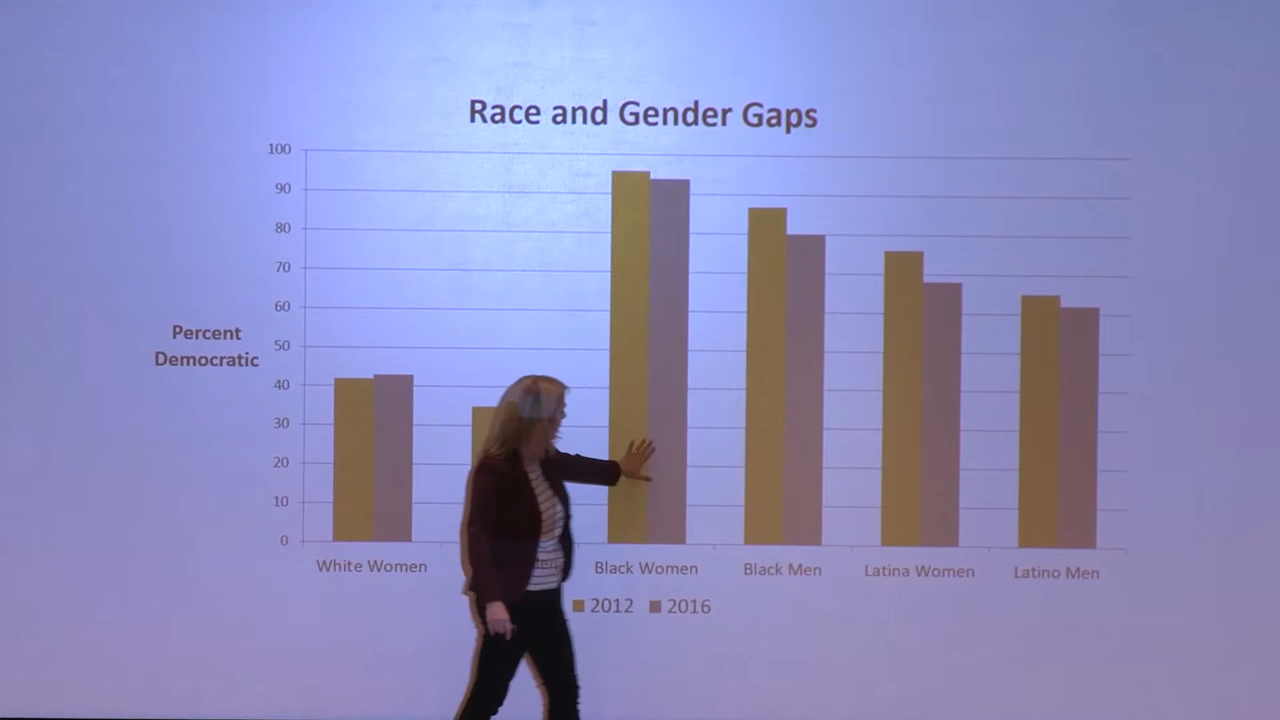 Race and Gender Gaps
100
90
80
70
60
50
40
30
20
10
0
Percent
Democratic
White Women
Black Women
Black Men
Latina Women
Latino Men
2012
2016